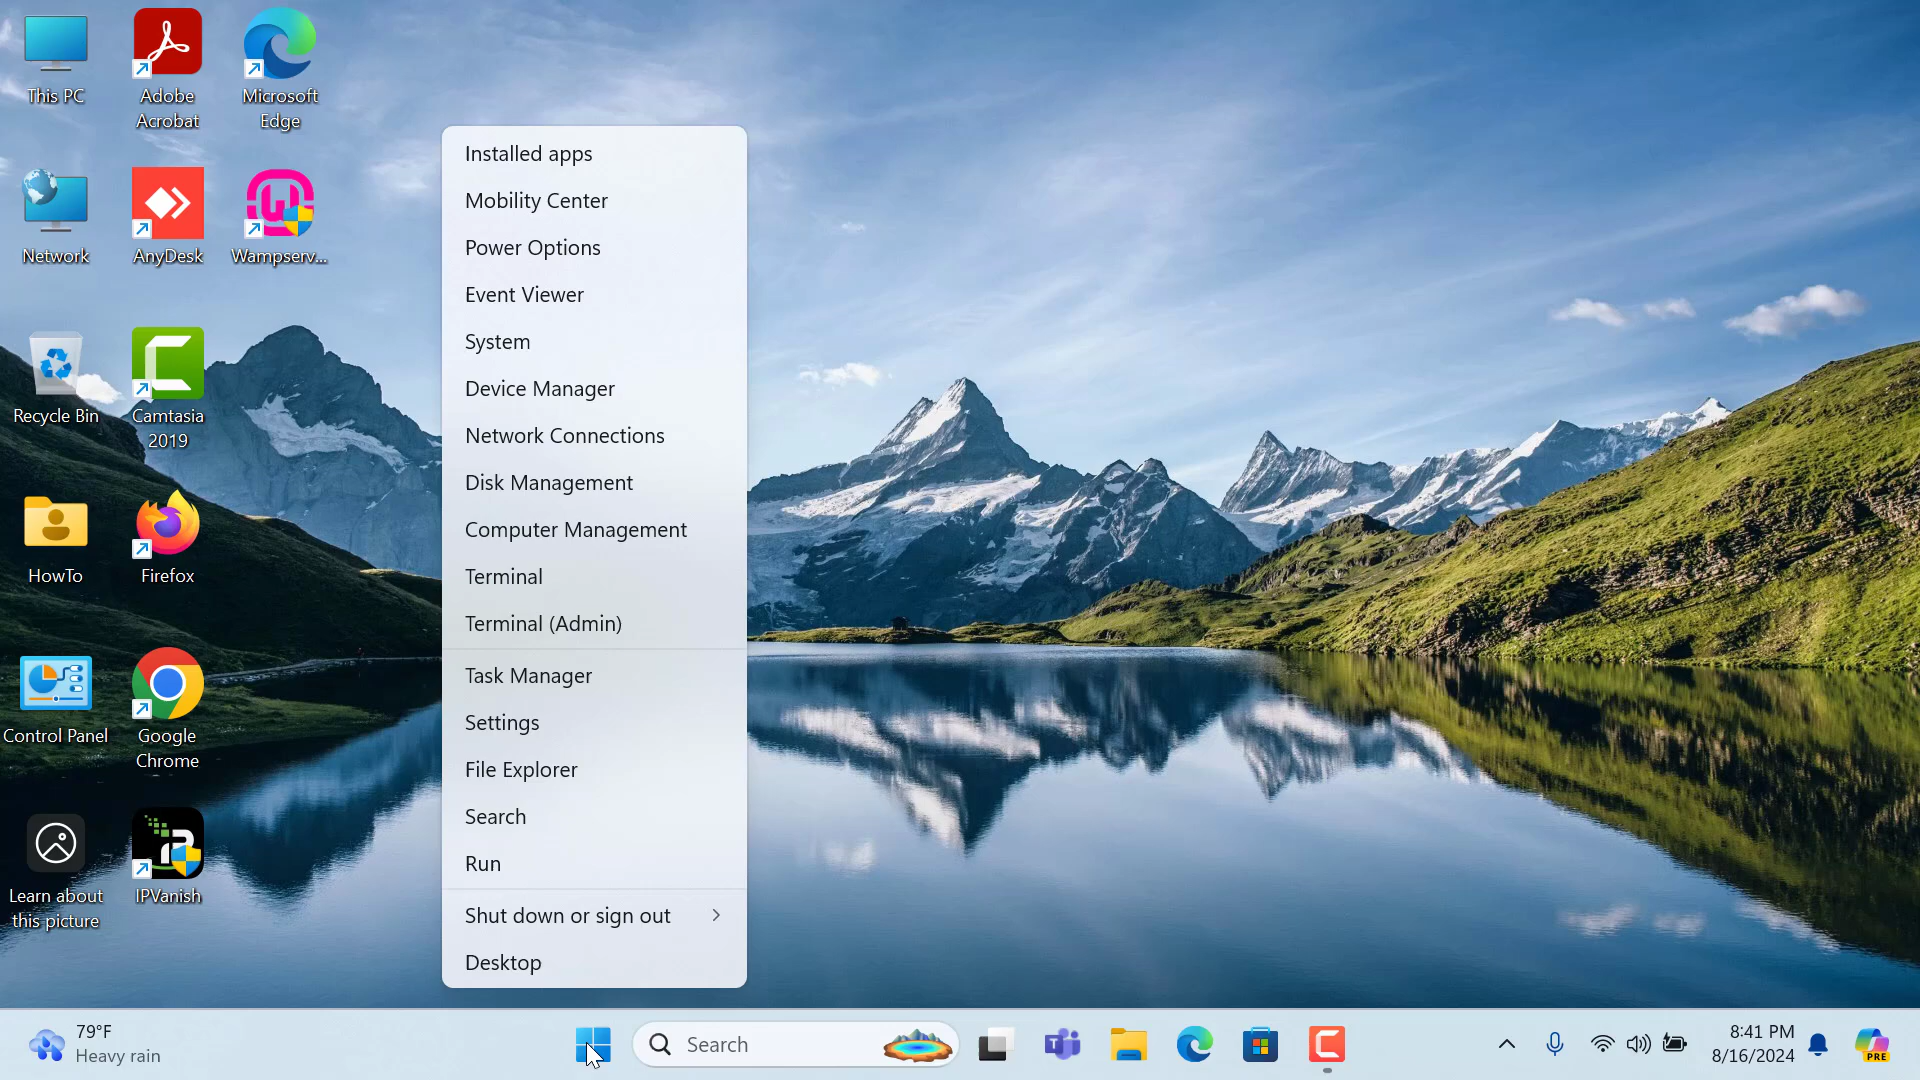 This PC
Adobe
Acrobat
Microsoft
Edge
Network
AnyDesk
Wampserv...
Recycle Bin
Camtasia
2019
HowTo
Firefox
Control Panel
Google
Chrome
Learn about
this picture
IPVanish
Installed apps
Mobility Center
Power Options
Event Viewer
System
Device Manager
Network Connections
Disk Management
Computer Management
Terminal
Terminal (Admin)
Task Manager
Settings
File Explorer
Search
Run
Shut down or sign out
Desktop
79°F
Heavy rain
Search
8:41 PM
8/16/2024
PRE